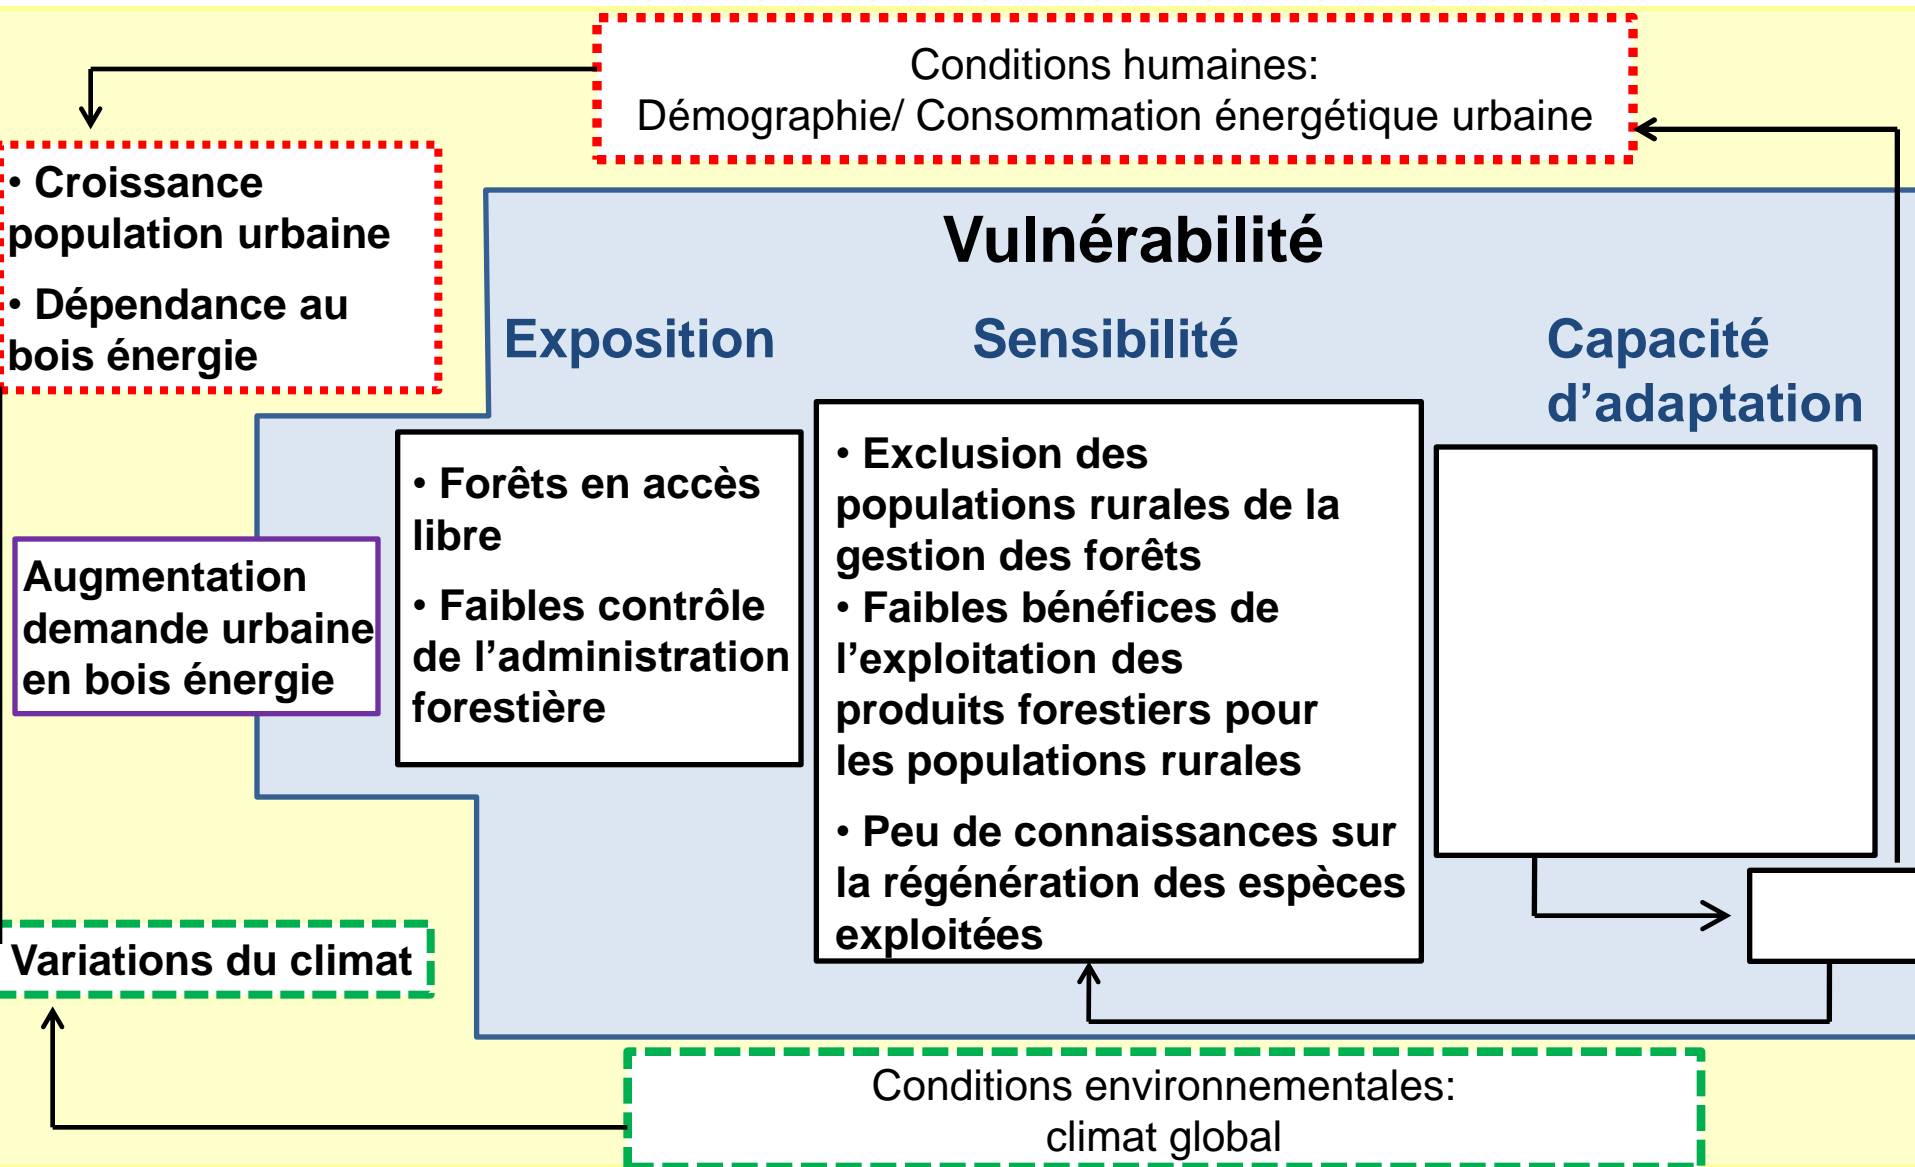 Conditions humaines:
Démographie/ Consommation énergétique urbaine
• Croissance
population urbaine
• Dépendance au
bois énergie
Vulnérabilité
Exposition
Sensibilité
Capacité
d’adaptation
Augmentation
demande urbaine
en bois énergie
• Forêts en accès
libre
• Faibles contrôle
de l’administration
forestière
• Exclusion des
populations rurales de la
gestion des forêts
• Faibles bénéfices de
l’exploitation des
produits forestiers pour
les populations rurales
• Peu de connaissances sur
la régénération des espèces
exploitées
Variations du climat
Conditions environnementales:
climat global